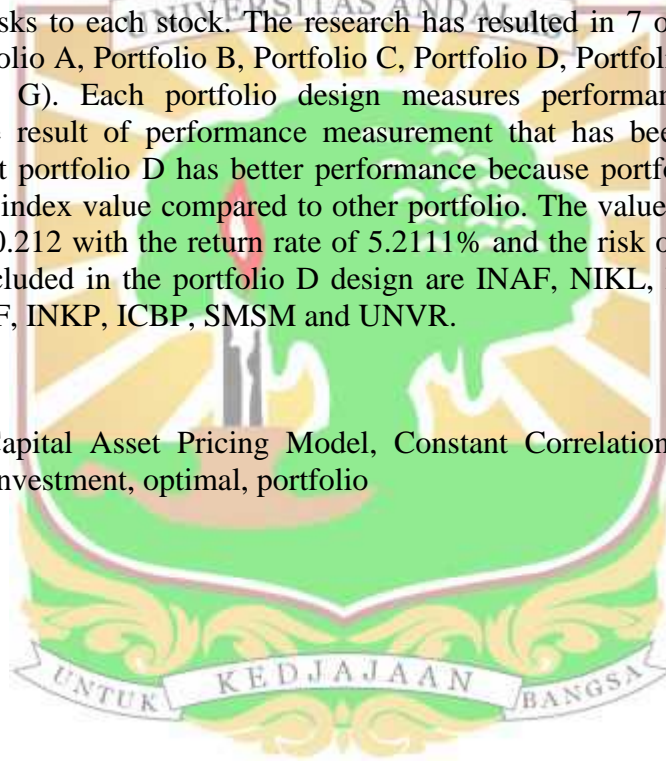 UNIVERSITAS ANDALAS
sks to each stock. The research has resulted in 7 o
olio A, Portfolio B, Portfolio C, Portfolio D, Portfoli
G). Each portfolio design measures performan
e result of performance measurement that has bee
t portfolio D has better performance because portfo
index value compared to other portfolio. The value
0.212 with the return rate of 5.2111% and the risk o
cluded in the portfolio D design are INAF, NIKL,
F, INKP, ICBP, SMSM and UNVR.
Capital Asset Pricing Model, Constant Correlation
nvestment, optimal, portfolio
UNTUK KEDJAJAAN BANGSA